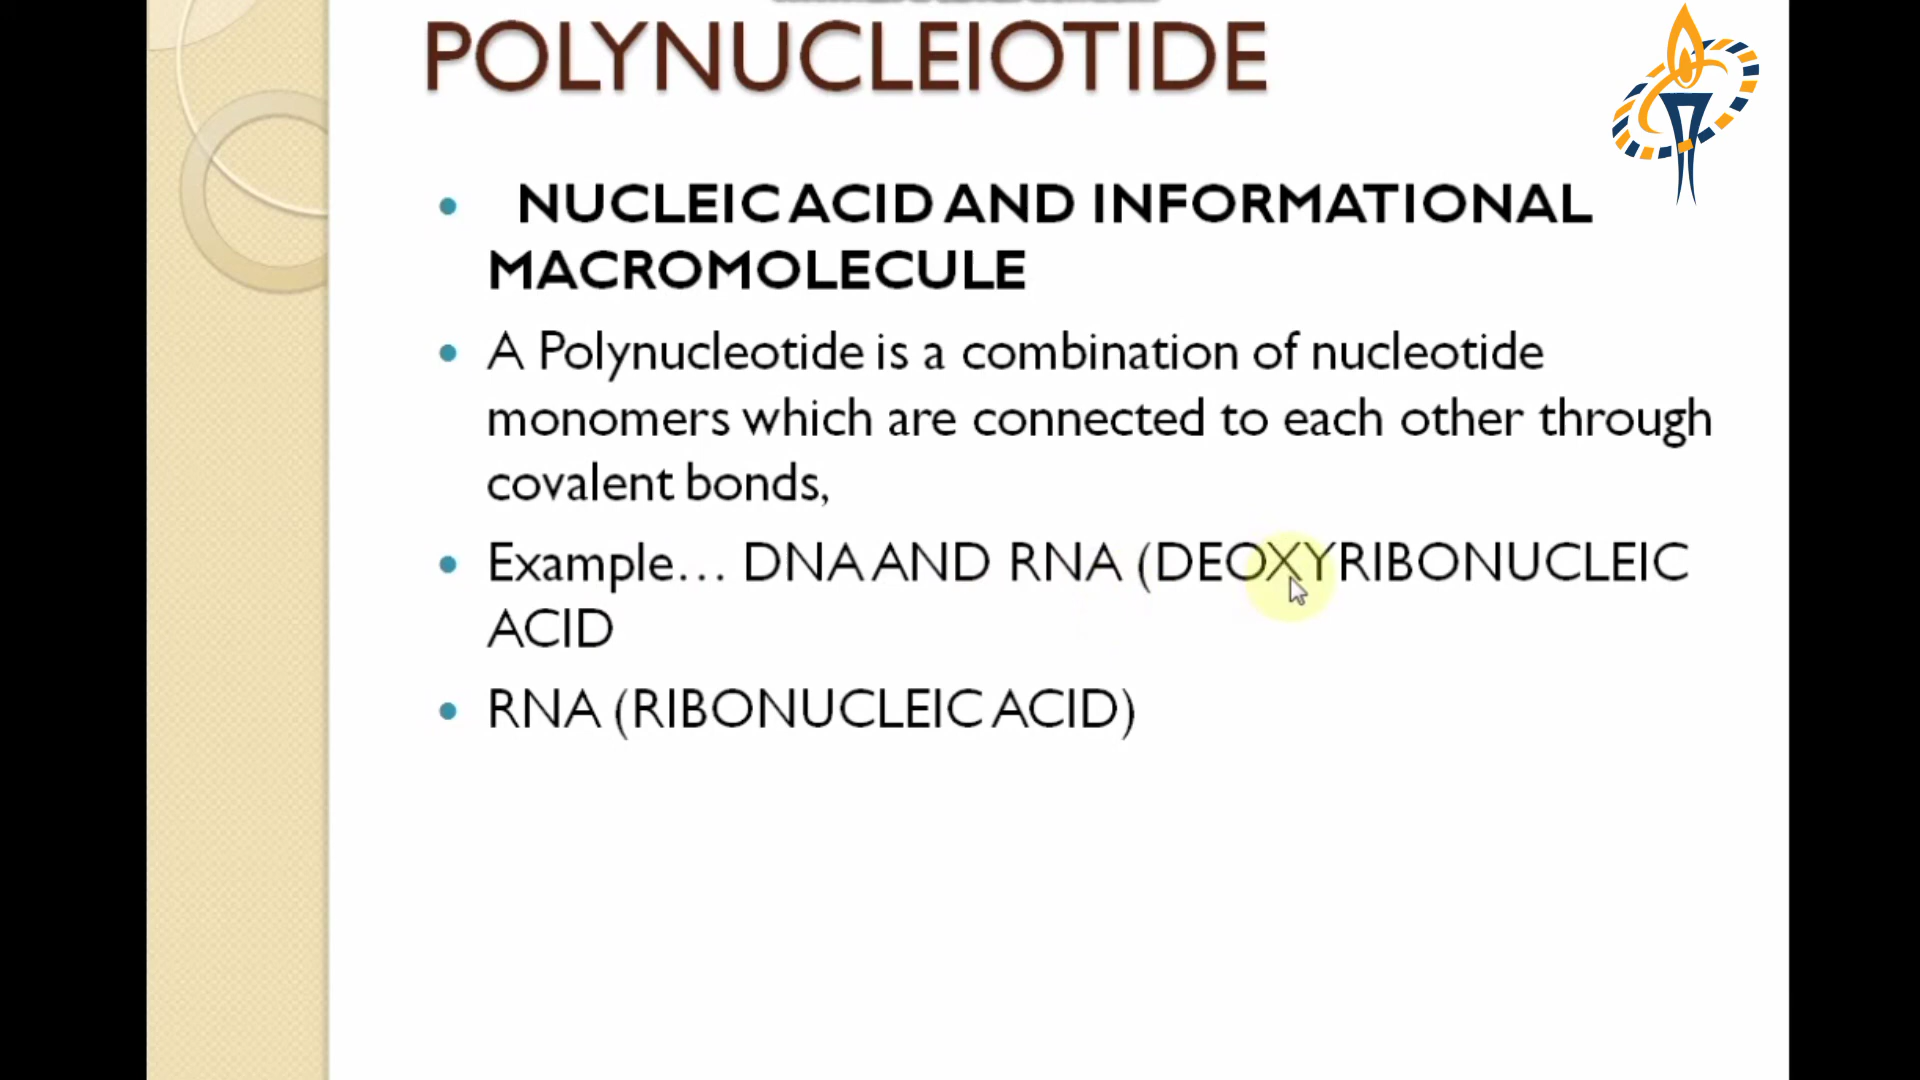 POLYNUCLEIOTIDE
NUCLEIC ACID AND INFORMATIONAL
MACROMOLECULE
A Polynucleotide is a combination of nucleotide
monomers which are connected to each other through
covalent bonds,
Example… DNA AND RNA (DEOXYRIBONUCLEIC
ACID
RNA (RIBONUCLEIC ACID)